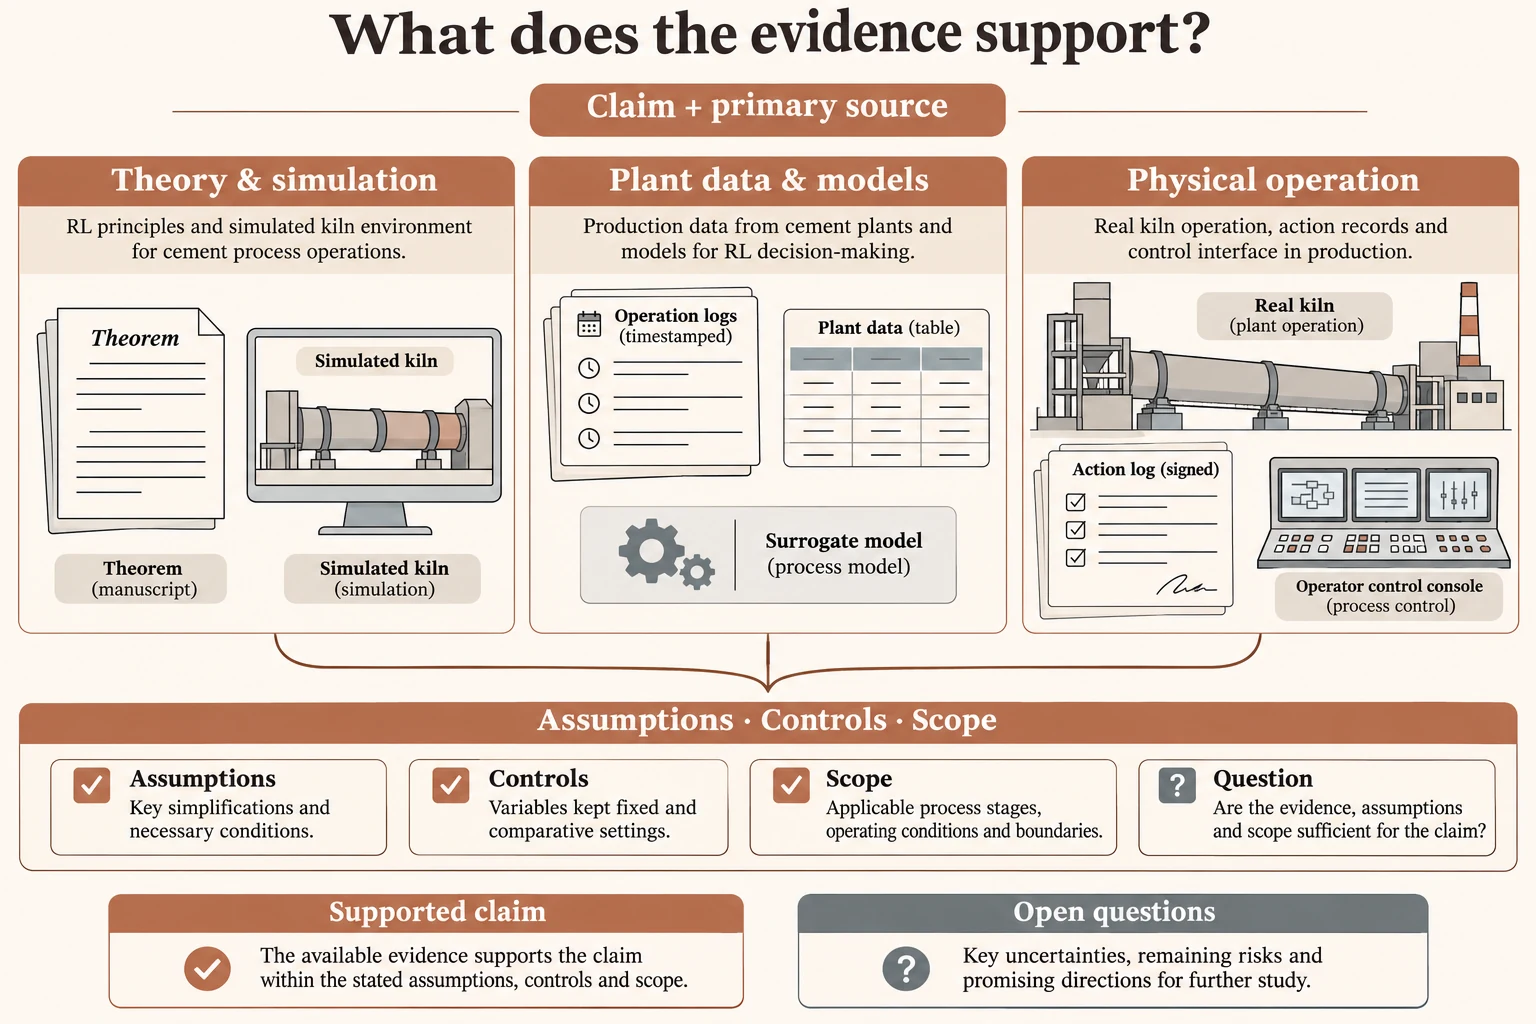 What does the evidence support?
Claim + primary source
Theory & simulation
RL principles and simulated kiln environment
for cement process operations.
Theorem
Simulated kiln
Theorem
(manuscript)
Simulated kiln
(simulation)
Plant data & models
Production data from cement plants and
models for RL decision-making.
Operation logs
(timestamped)
Plant data (table)
Surrogate model
(process model)
Physical operation
Real kiln operation, action records and
control interface in production.
Real kiln
(plant operation)
Action log (signed)
Operator control console
(process control)
Assumptions · Controls · Scope
Assumptions
Key simplifications and
necessary conditions.
Controls
Variables kept fixed and
comparative settings.
Scope
Applicable process stages,
operating conditions and boundaries.
?
Question
Are the evidence, assumptions
and scope sufficient for the claim?
Supported claim
The available evidence supports the claim
within the stated assumptions, controls and scope.
Open questions
?
Key uncertainties, remaining risks and
promising directions for further study.